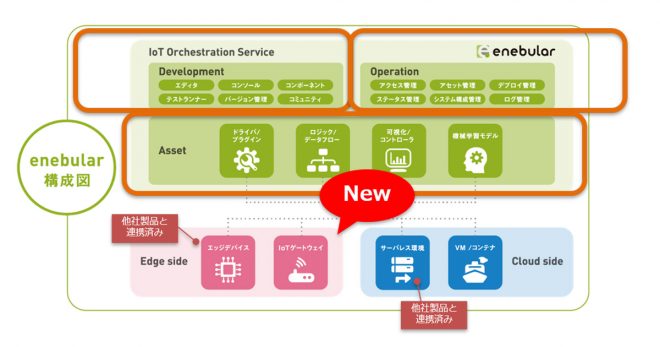 IoT Orchestration Service
enebular
Development
エディタ
コンソール
コンポーネント
テストランナー
バージョン管理
コミュニティ
Operation
アクセス管理
アセット管理
デプロイ管理
ステータス管理
システム構成管理
ログ管理
Asset
ドライバ/
プラグイン
ロジック/
データフロー
可視化/
コントローラ
機械学習モデル
enebular
構成図
New
他社製品と
連携済み
Edge side
エッジデバイス
IoTゲートウェイ
サーバレス環境
VM /コンテナ
Cloud side
他社製品と
連携済み